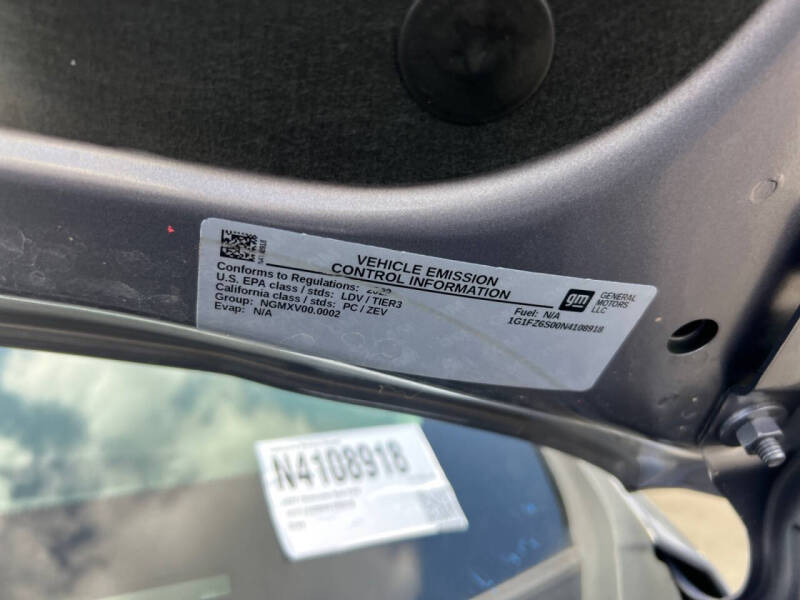 VEHICLE EMISSION
CONTROL INFORMATION
Conforms to Regulations: 2022
U.S. EPA class / stds: LDV / TIER3
California class / stds: PC / ZEV
Group: NGMXV00.0002
Evap: N/A
Fuel: N/A
1G1FZ6S00N4108918
gm
GENERAL
MOTORS
LLC
N4108918